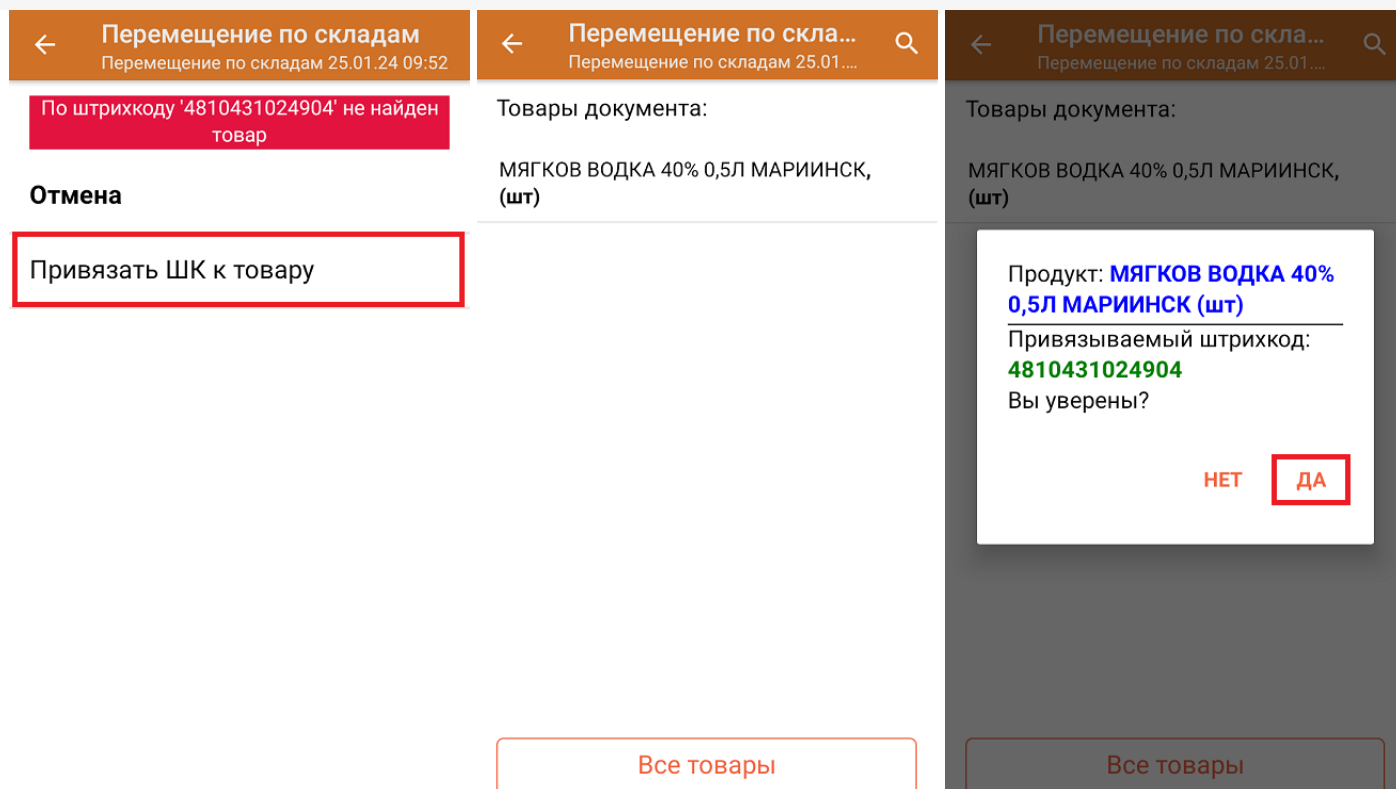 Перемещение по складам
Перемещение по складам 25.01.24 09:52
По штрихкоду '4810431024904' не найден
товар
Отмена
Привязать ШК к товару
Перемещение по скла...
Перемещение по складам 25.01....
Товары документа:
МЯГКОВ ВОДКА 40% 0,5Л МАРИИНСК,
(шт)
Все товары
Перемещение по скла...
Перемещение по складам 25.01....
Товары документа:
МЯГКОВ ВОДКА 40% 0,5Л МАРИИНСК,
(шт)
Продукт: МЯГКОВ ВОДКА 40%
0,5Л МАРИИНСК (шт)
Привязываемый штрихкод:
4810431024904
Вы уверены?
НЕТ ДА
Все товары